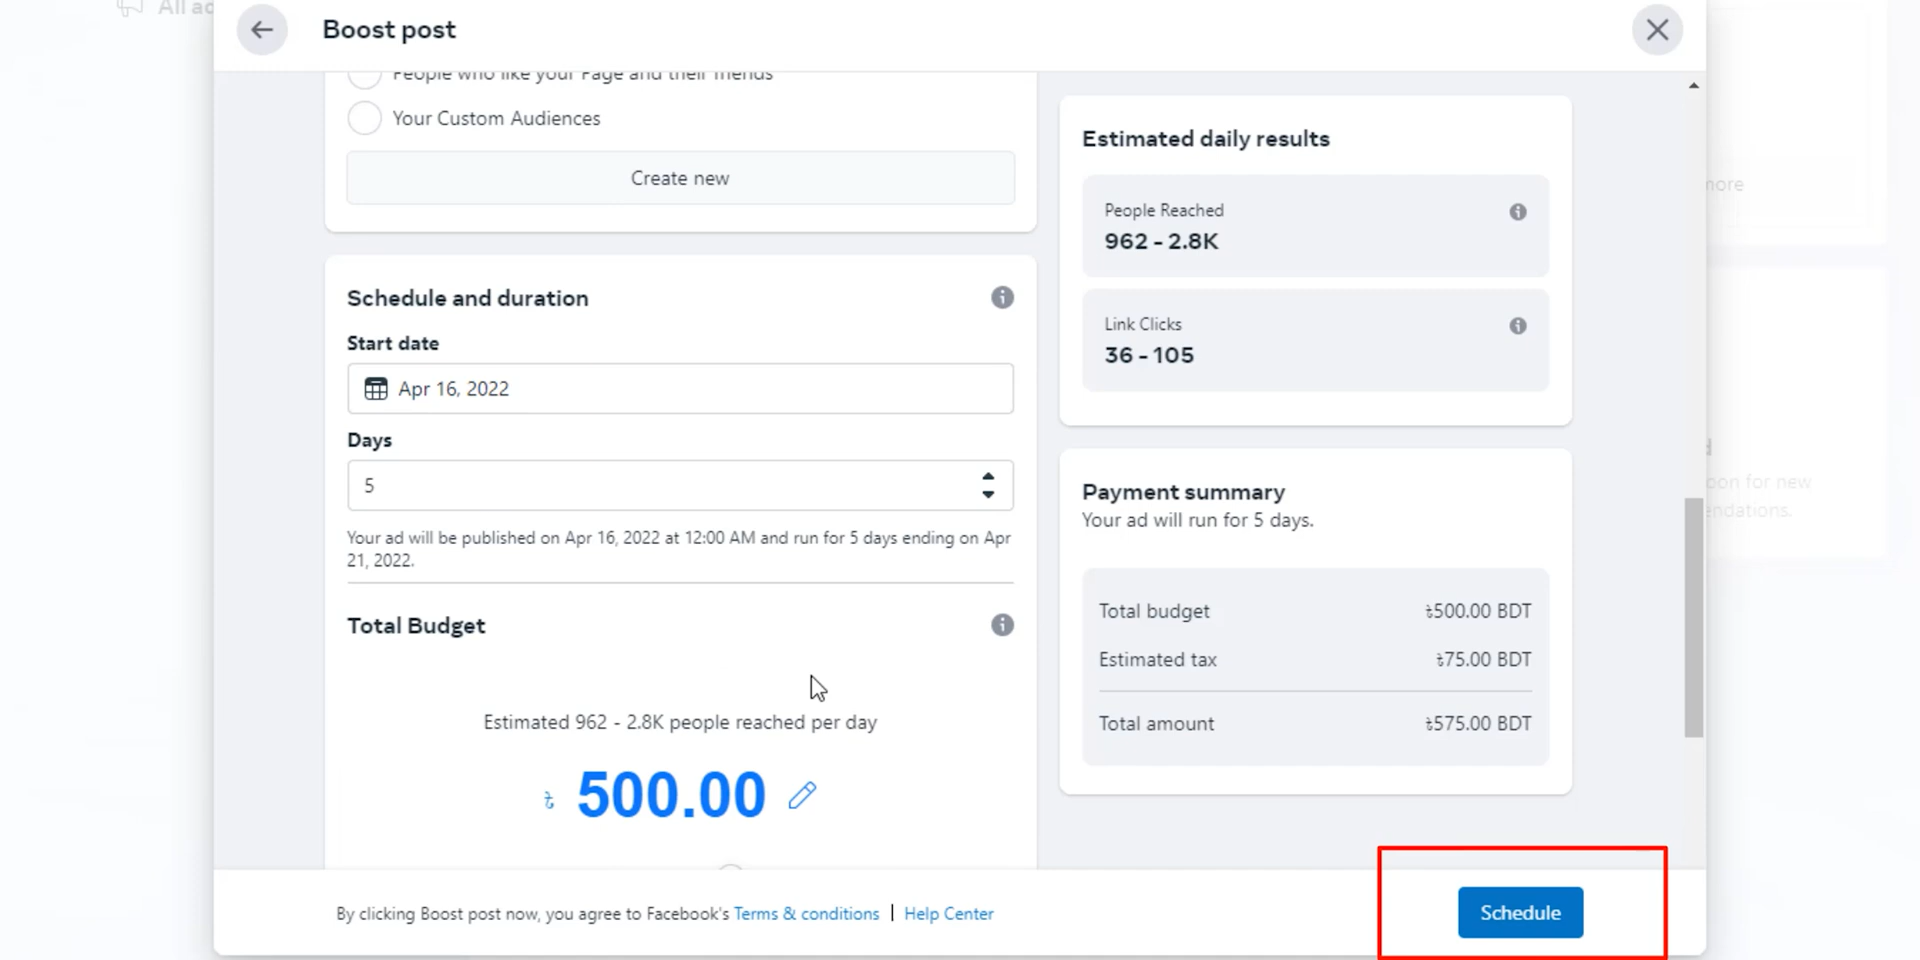 All ad
Boost post
People who like your Page and their friends
Your Custom Audiences
Create new
Schedule and duration
Start date
Apr 16, 2022
Days
5
Your ad will be published on Apr 16, 2022 at 12:00 AM and run for 5 days ending on Apr
21, 2022.
Total Budget
Estimated 962 - 2.8K people reached per day
৳ 500.00
Estimated daily results
People Reached
962 - 2.8K
Link Clicks
36 - 105
Payment summary
Your ad will run for 5 days.
Total budget ৳500.00 BDT
Estimated tax ৳75.00 BDT
Total amount ৳575.00 BDT
more
oon for new
endations.
By clicking Boost post now, you agree to Facebook's Terms & conditions | Help Center
Schedule